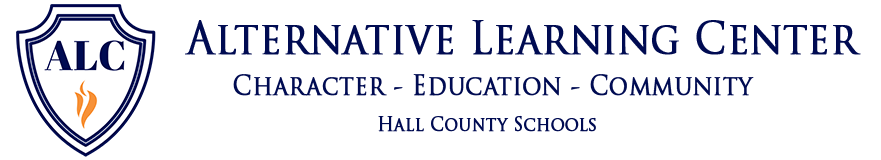 ALC
ALTERNATIVE LEARNING CENTER
CHARACTER - EDUCATION - COMMUNITY
HALL COUNTY SCHOOLS